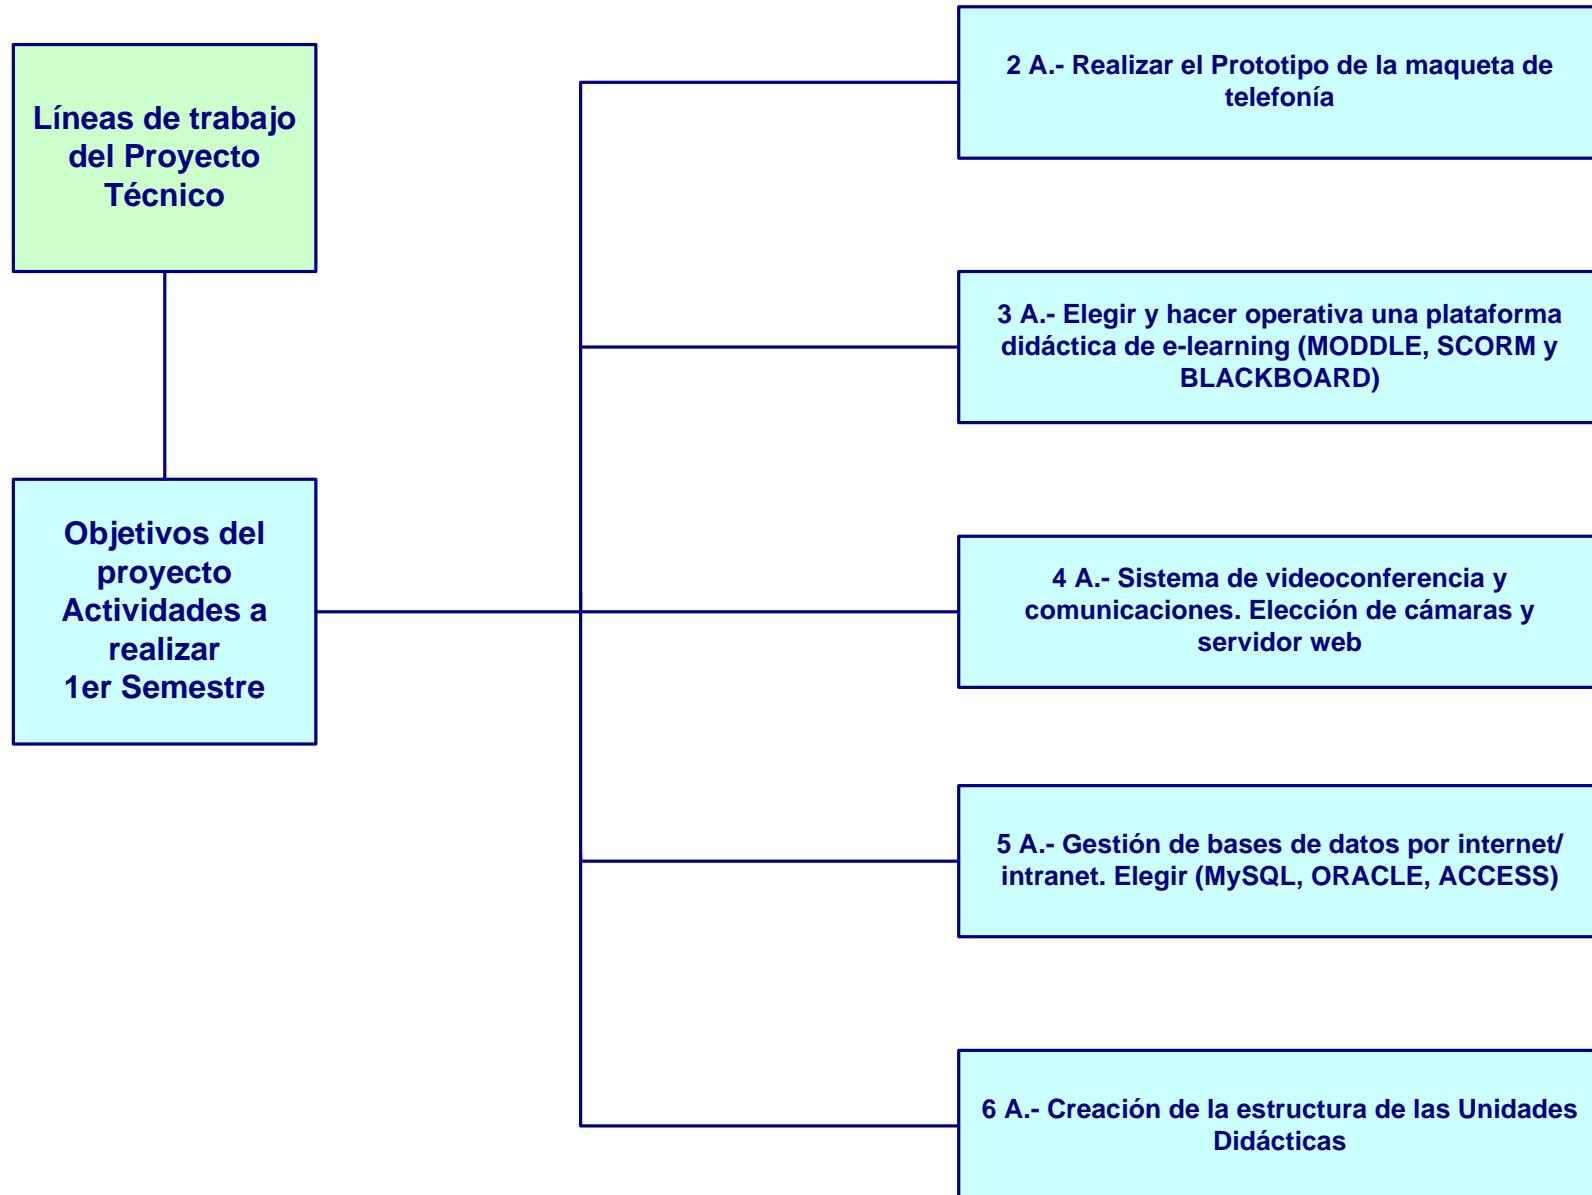 Líneas de trabajo
del Proyecto
Técnico
Objetivos del
proyecto
Actividades a
realizar
1er Semestre
2 A.- Realizar el Prototipo de la maqueta de
telefonía
3 A.- Elegir y hacer operativa una plataforma
didáctica de e-learning (MODDLE, SCORM y
BLACKBOARD)
4 A.- Sistema de videoconferencia y
comunicaciones. Elección de cámaras y
servidor web
5 A.- Gestión de bases de datos por internet/
intranet. Elegir (MySQL, ORACLE, ACCESS)
6 A.- Creación de la estructura de las Unidades
Didácticas